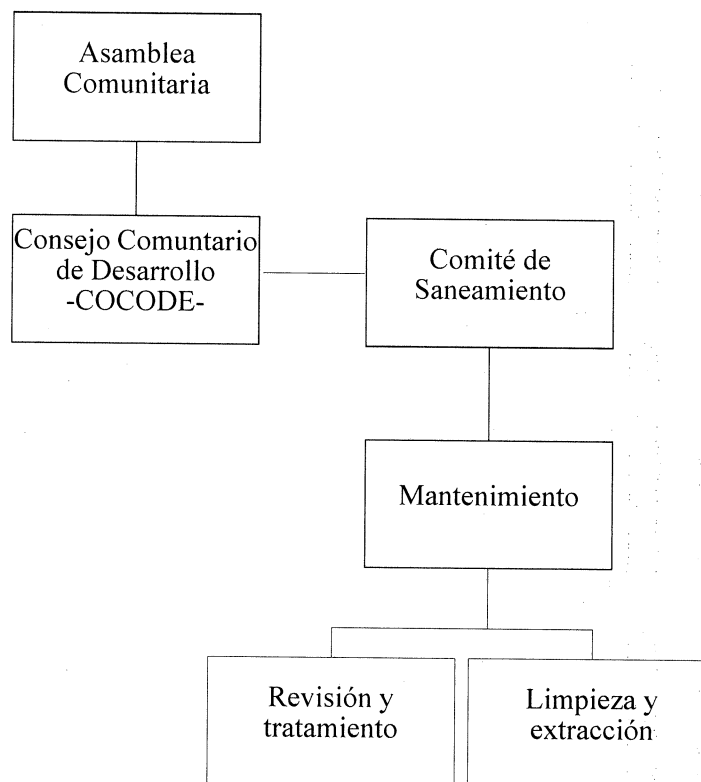 Asamblea
Comunitaria
Consejo Comuntario
de Desarrollo
-COCODE-
Comité de
Saneamiento
Mantenimiento
Revisión y
tratamiento
Limpieza y
extracción